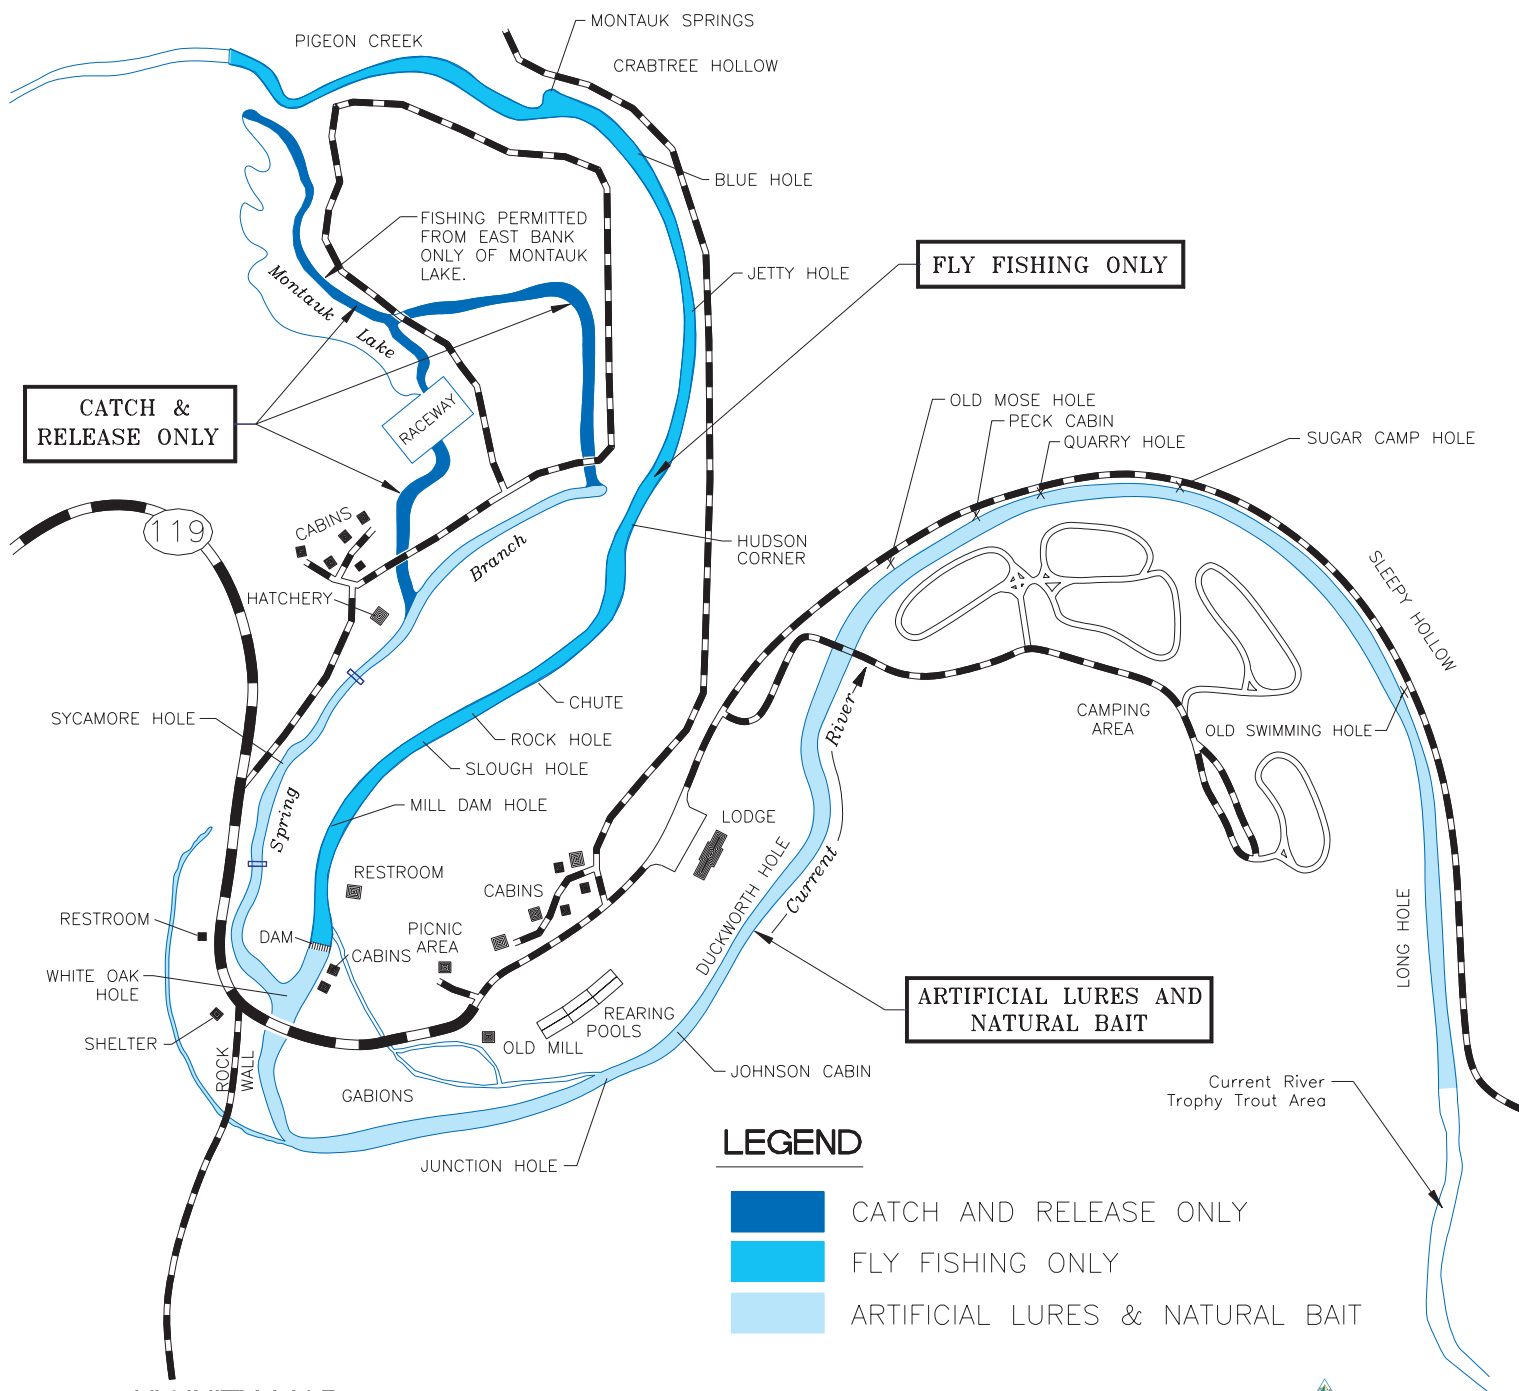 MONTAUK SPRINGS
PIGEON CREEK
CRABTREE HOLLOW
BLUE HOLE
FISHING PERMITTED
FROM EAST BANK
ONLY OF MONTAUK
LAKE.
FLY FISHING ONLY
JETTY HOLE
Montauk
Lake
CATCH &
RELEASE ONLY
RACEWAY
OLD MOSE HOLE
PECK CABIN
QUARRY HOLE
SUGAR CAMP HOLE
119
CABINS
HUDSON
CORNER
Branch
SLEEPY HOLLOW
HATCHERY
CHUTE
SYCAMORE HOLE
ROCK HOLE
SLOUGH HOLE
River
CAMPING
AREA
OLD SWIMMING HOLE
MILL DAM HOLE
Spring
LODGE
RESTROOM
CABINS
DUCKWORTH HOLE
Current
RESTROOM
DAM
PICNIC
AREA
CABINS
LONG HOLE
WHITE OAK
HOLE
ARTIFICIAL LURES AND
NATURAL BAIT
REARING
POOLS
SHELTER
OLD MILL
ROCK
WALL
JOHNSON CABIN
GABIONS
Current River
Trophy Trout Area
JUNCTION HOLE
LEGEND
CATCH AND RELEASE ONLY
FLY FISHING ONLY
ARTIFICIAL LURES & NATURAL BAIT